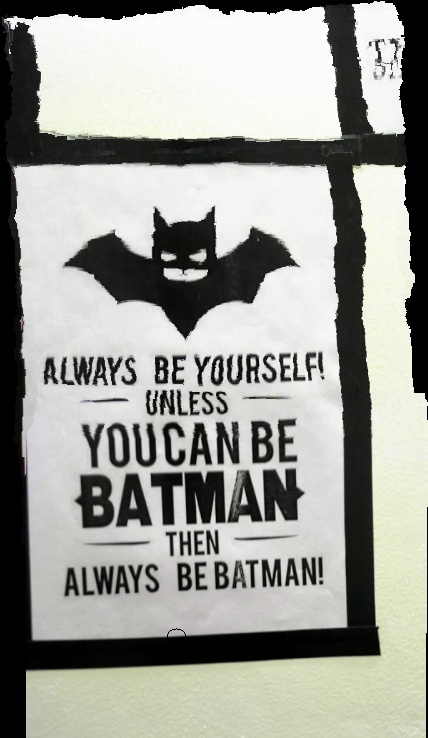 ALWAYS BE YOURSELF!
UNLESS
YOU CAN BE
BATMAN
THEN
ALWAYS BE BATMAN!